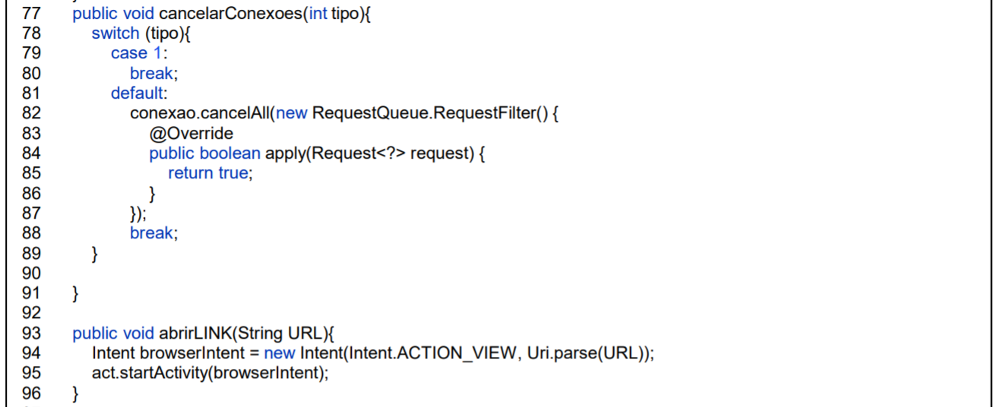 77 public void cancelarConexoes(int tipo){
78 switch (tipo){
79 case 1:
80 break;
81 default:
82 conexao.cancelAll(new RequestQueue.RequestFilter() {
83 @Override
84 public boolean apply(Request<?> request) {
85 return true;
86 }
87 });
88 break;
89 }
90
91 }
92
93 public void abrirLINK(String URL){
94 Intent browserIntent = new Intent(Intent.ACTION_VIEW, Uri.parse(URL));
95 act.startActivity(browserIntent);
96 }